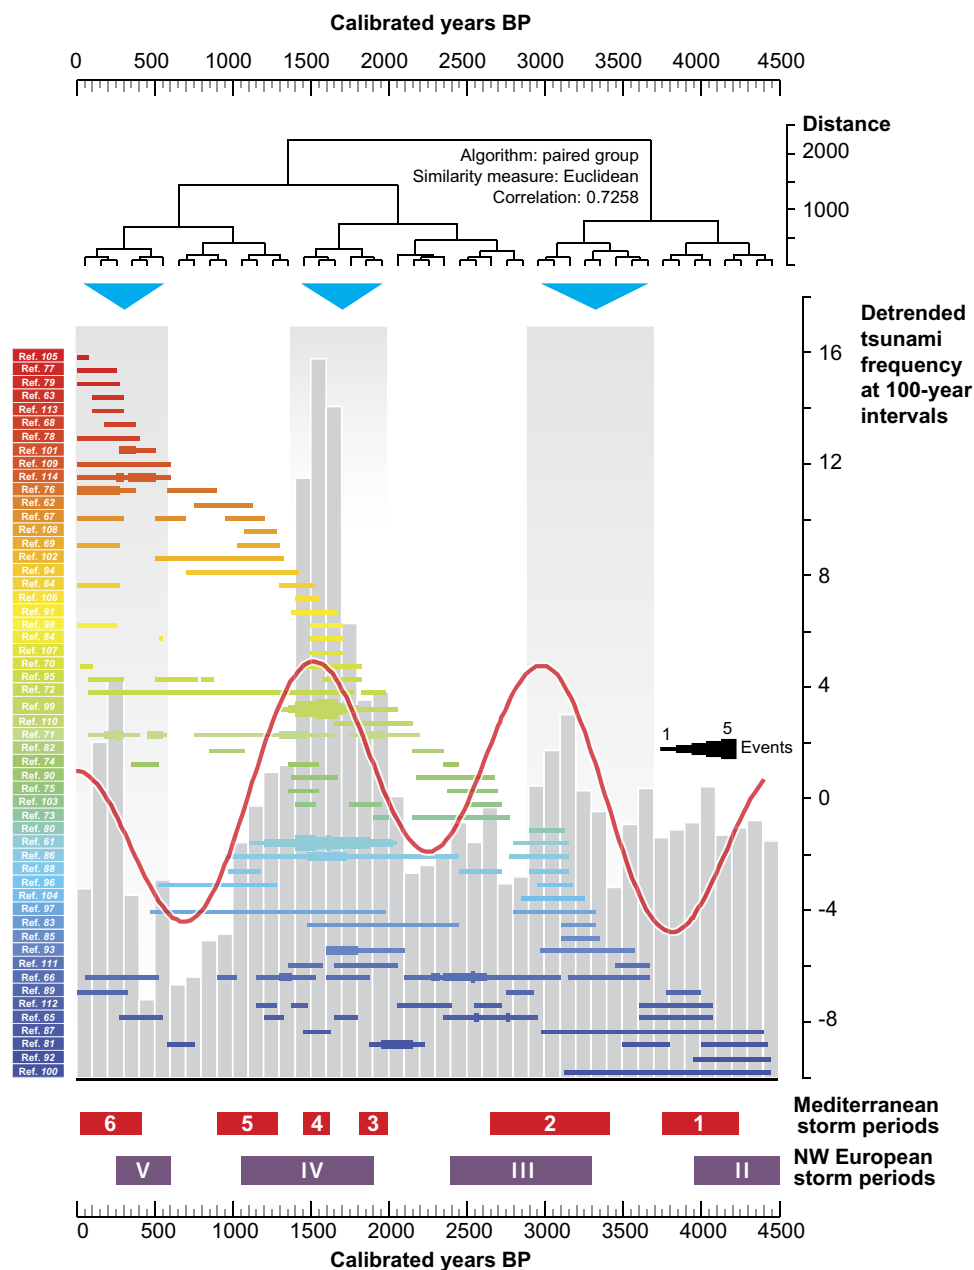 Calibrated years BP
0 500 1000 1500 2000 2500 3000 3500 4000 4500
Distance
2000
1000
Algorithm: paired group
Similarity measure: Euclidean
Correlation: 0.7258
Detrended
tsunami
frequency
at 100-year
intervals
16
12
8
4
0
-4
-8
Ref. 105
Ref. 77
Ref. 79
Ref. 63
Ref. 113
Ref. 68
Ref. 78
Ref. 101
Ref. 109
Ref. 114
Ref. 76
Ref. 62
Ref. 67
Ref. 108
Ref. 69
Ref. 102
Ref. 94
Ref. 64
Ref. 106
Ref. 91
Ref. 98
Ref. 84
Ref. 107
Ref. 70
Ref. 95
Ref. 72
Ref. 99
Ref. 110
Ref. 71
Ref. 82
Ref. 74
Ref. 90
Ref. 75
Ref. 103
Ref. 73
Ref. 80
Ref. 61
Ref. 86
Ref. 88
Ref. 96
Ref. 104
Ref. 97
Ref. 83
Ref. 85
Ref. 93
Ref. 111
Ref. 66
Ref. 89
Ref. 112
Ref. 65
Ref. 87
Ref. 81
Ref. 92
Ref. 100
1 5
Events
6 5 4 3 2 1
Mediterranean
storm periods
V IV III II
NW European
storm periods
0 500 1000 1500 2000 2500 3000 3500 4000 4500
Calibrated years BP